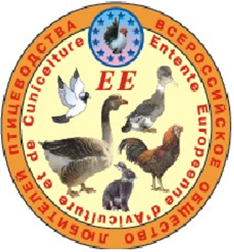 ВСЕРОССИЙСКОЕ ОБЩЕСТВО ЛЮБИТЕЛЕЙ ПТИЦЕВОДСТВА
Entente Europeenne d'Aviculture et de Cuniculture
EE